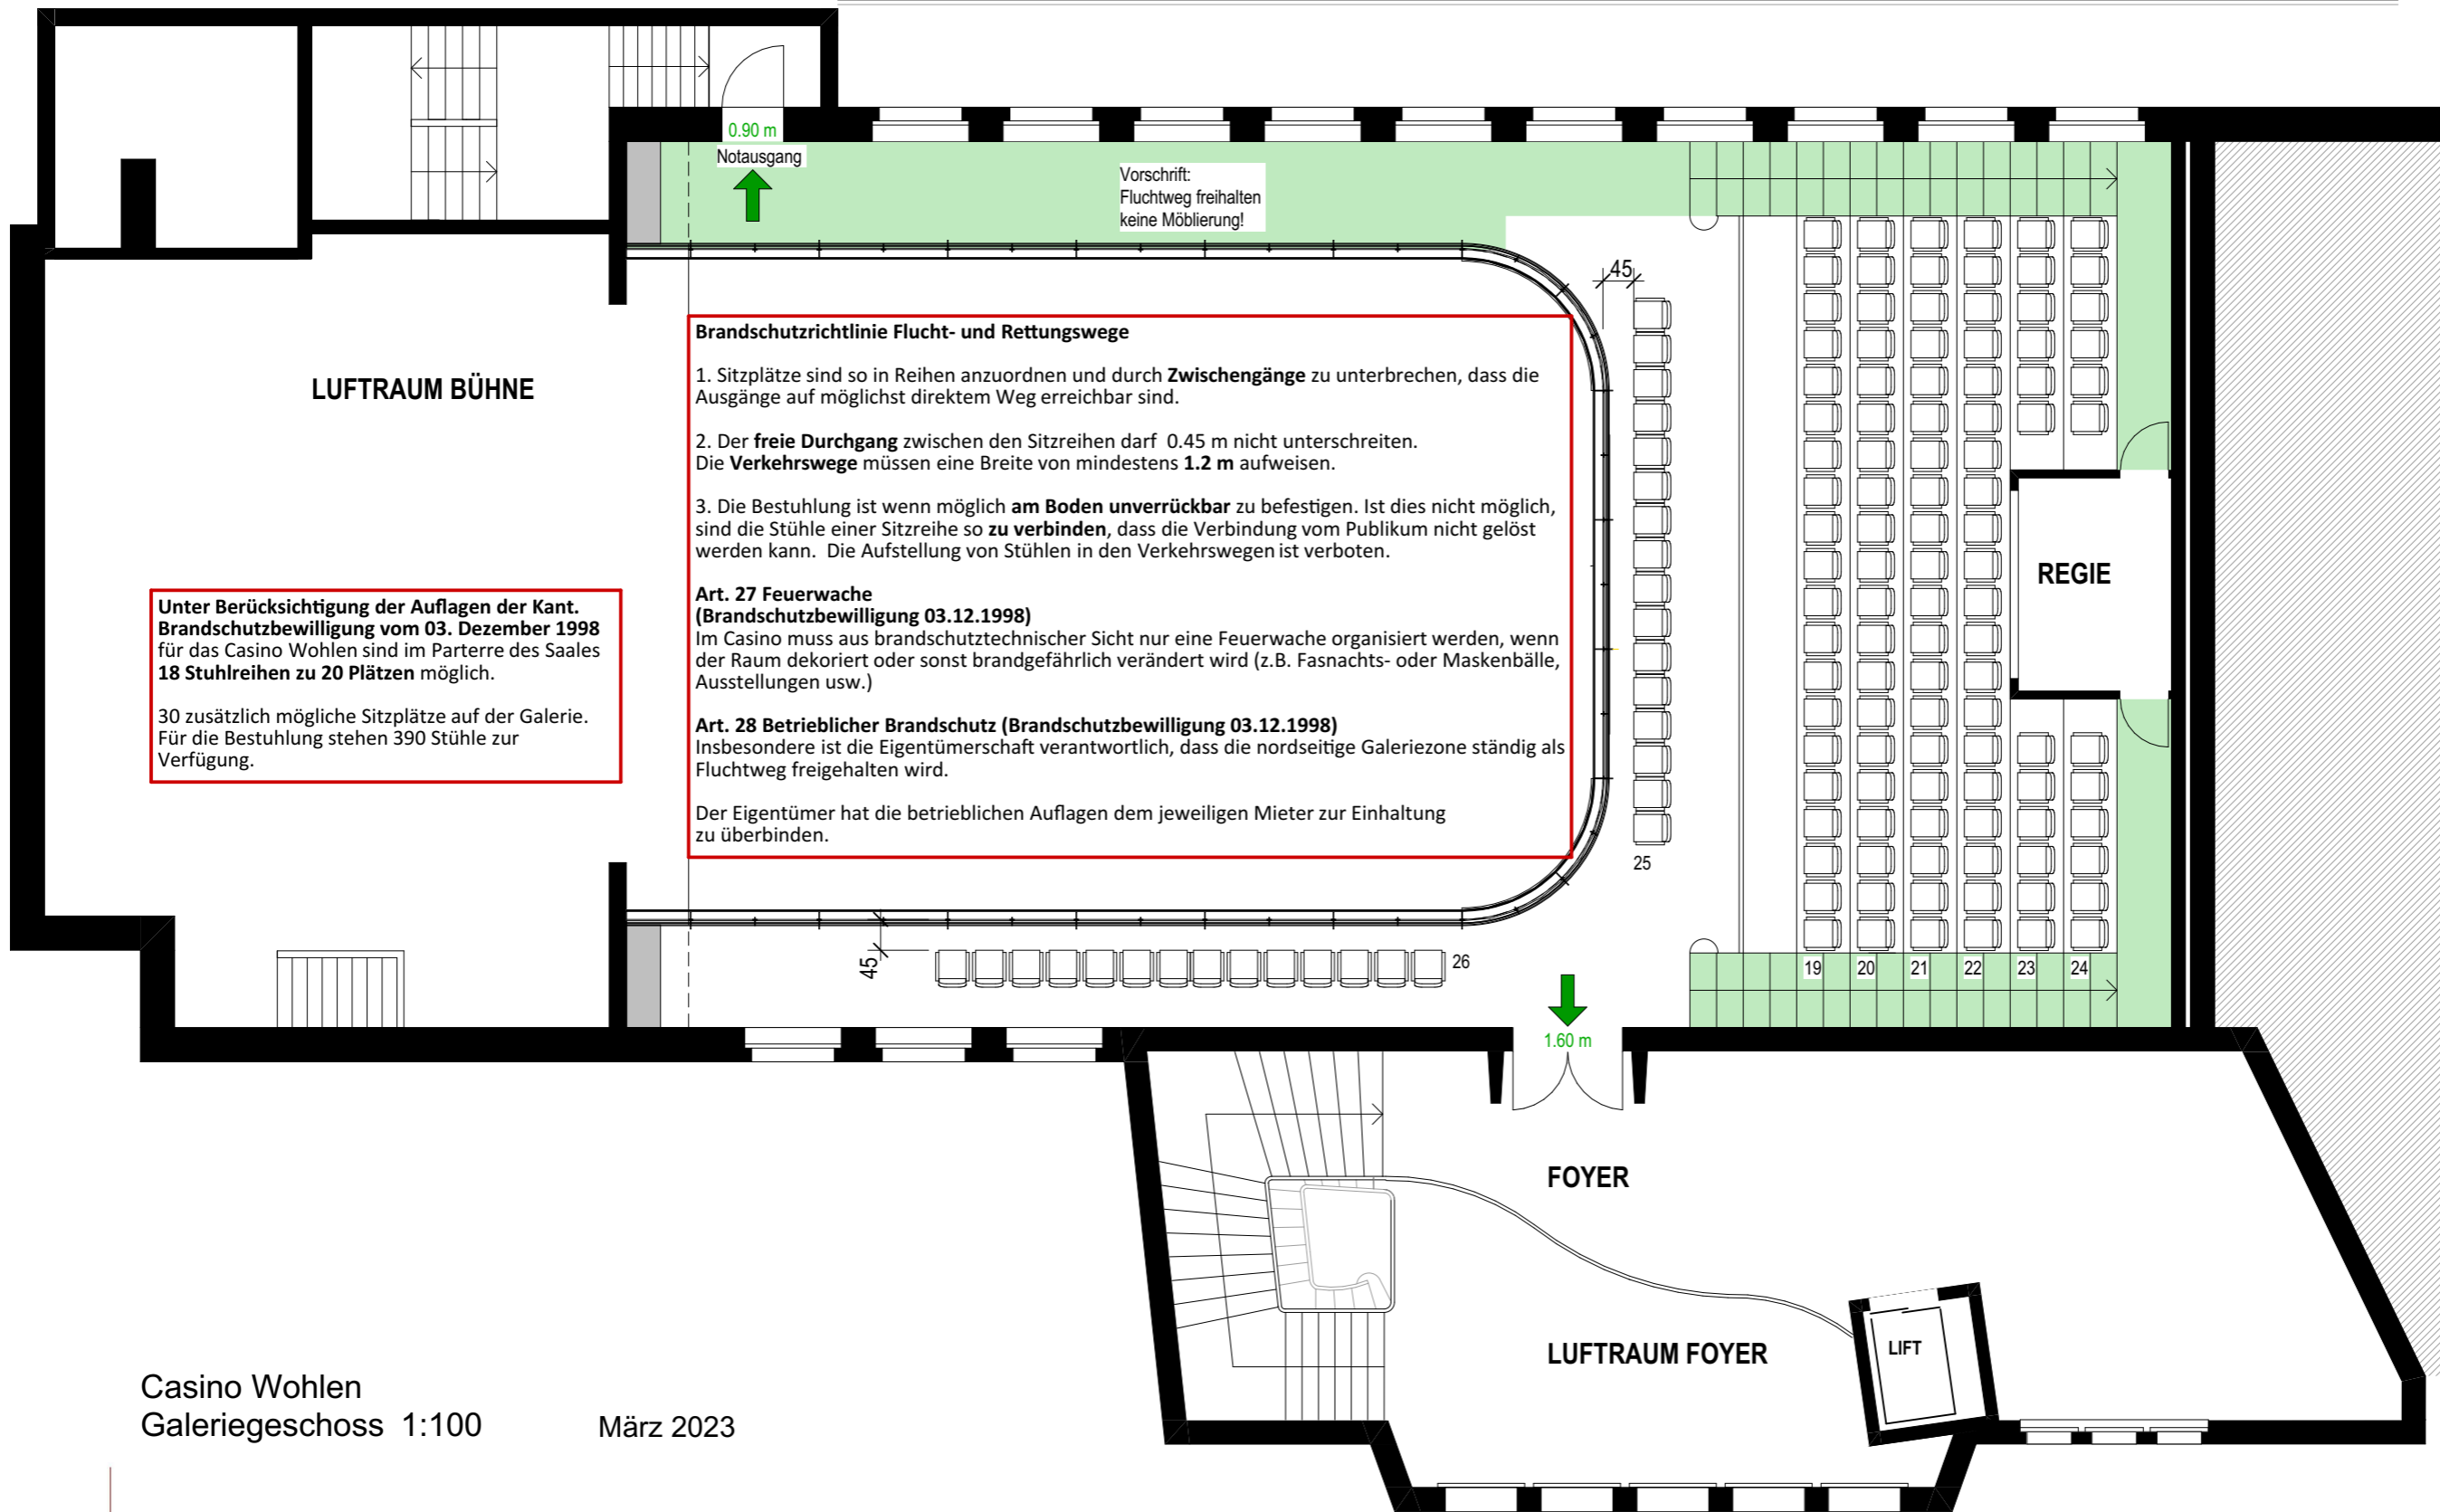 0.90 m
Notausgang
Vorschrift:
Fluchtweg freihalten
keine Möblierung!
45
LUFTRAUM BÜHNE
Brandschutzrichtlinie Flucht- und Rettungswege
1. Sitzplätze sind so in Reihen anzuordnen und durch Zwischengänge zu unterbrechen, dass die
Ausgänge auf möglichst direktem Weg erreichbar sind.
2. Der freie Durchgang zwischen den Sitzreihen darf 0.45 m nicht unterschreiten.
Die Verkehrswege müssen eine Breite von mindestens 1.2 m aufweisen.
3. Die Bestuhlung ist wenn möglich am Boden unverrückbar zu befestigen. Ist dies nicht möglich,
sind die Stühle einer Sitzreihe so zu verbinden, dass die Verbindung vom Publikum nicht gelöst
werden kann. Die Aufstellung von Stühlen in den Verkehrswegen ist verboten.
Art. 27 Feuerwache
(Brandschutzbewilligung 03.12.1998)
Im Casino muss aus brandschutztechnischer Sicht nur eine Feuerwache organisiert werden, wenn
der Raum dekoriert oder sonst brandgefährlich verändert wird (z.B. Fasnachts- oder Maskenbälle,
Ausstellungen usw.)
Art. 28 Betrieblicher Brandschutz (Brandschutzbewilligung 03.12.1998)
Insbesondere ist die Eigentümerschaft verantwortlich, dass die nordseitige Galeriezone ständig als
Fluchtweg freigehalten wird.
Der Eigentümer hat die betrieblichen Auflagen dem jeweiligen Mieter zur Einhaltung
zu überbinden.
REGIE
Unter Berücksichtigung der Auflagen der Kant.
Brandschutzbewilligung vom 03. Dezember 1998
für das Casino Wohlen sind im Parterre des Saales
18 Stuhlreihen zu 20 Plätzen möglich.
30 zusätzlich mögliche Sitzplätze auf der Galerie.
Für die Bestuhlung stehen 390 Stühle zur
Verfügung.
25
45
26
19 20 21 22 23 24
1.60 m
FOYER
LUFTRAUM FOYER
LIFT
Casino Wohlen
Galeriegeschoss 1:100
März 2023